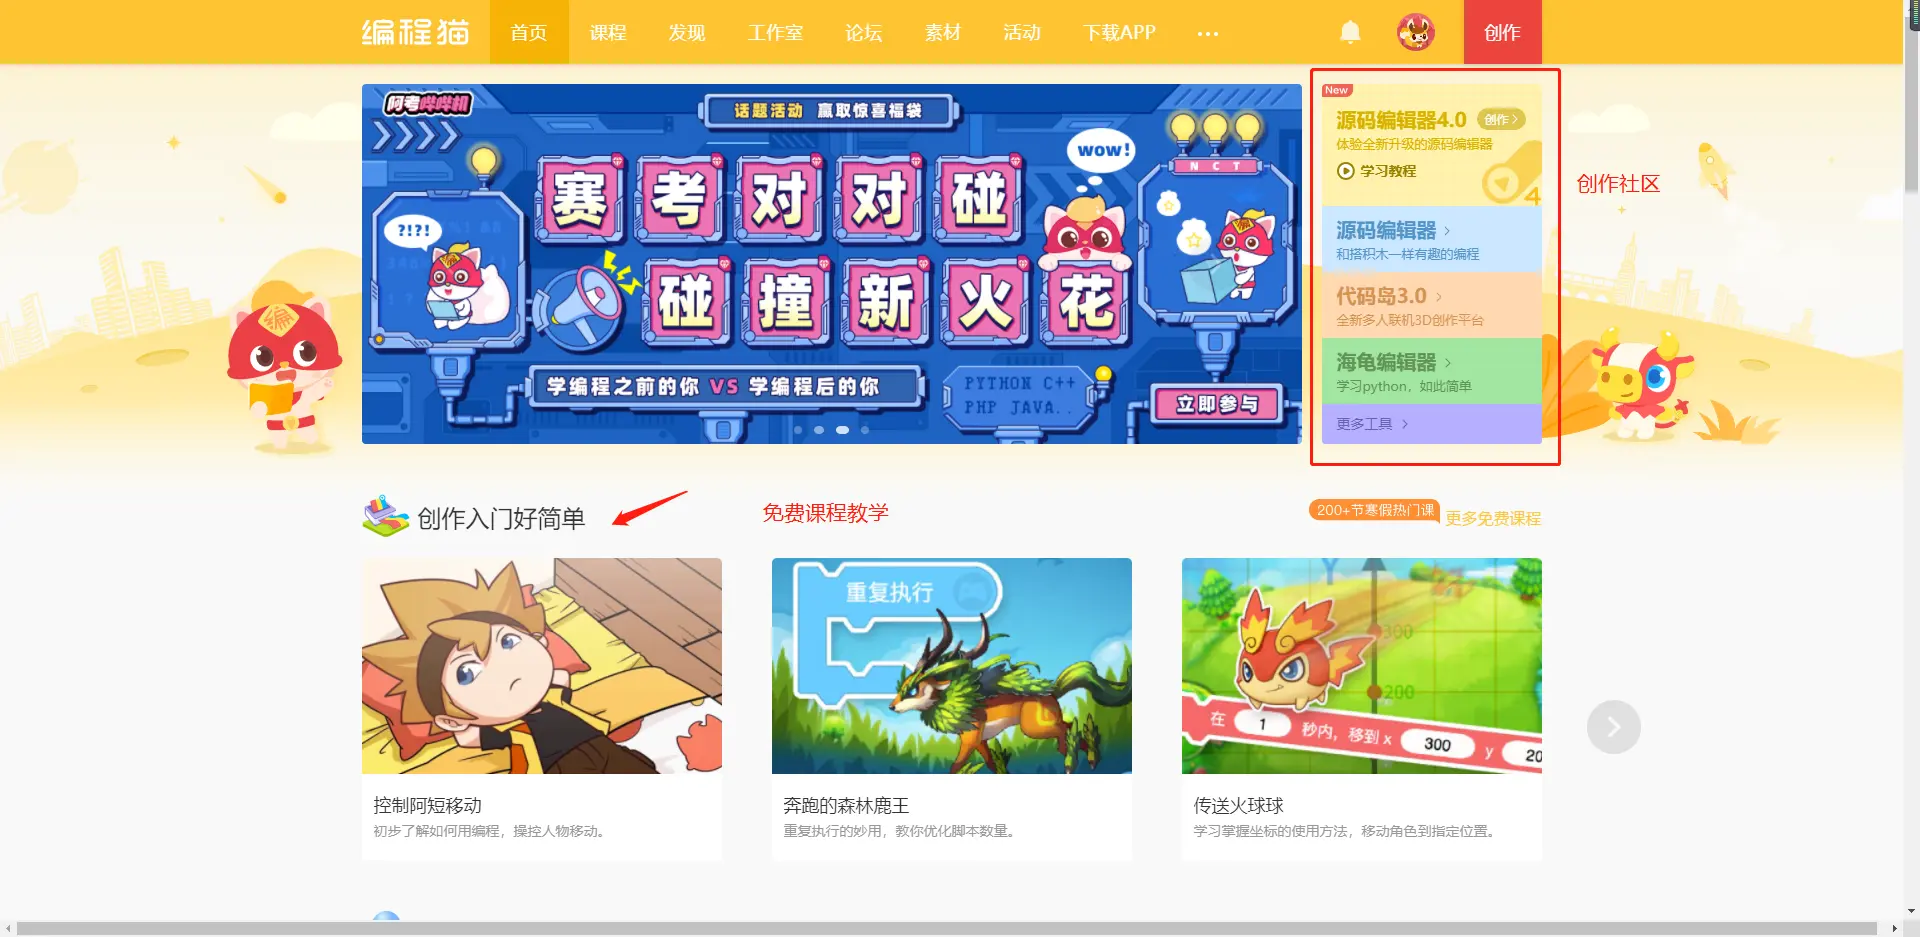 编程猫
首页
课程
发现
工作室
论坛
素材
活动
下载APP
创作
阿考哔哔机
话题活动 赢取惊喜福袋
?!?!
wow!
NCT
赛考对对碰
碰撞新火花
学编程之前的你 VS 学编程后的你
PYTHON C++
PHP JAVA..
立即参与
New
源码编辑器4.0
创作
体验全新升级的源码编辑器
学习教程
4
源码编辑器
和搭积木一样有趣的编程
代码岛3.0
全新多人联机3D创作平台
海龟编辑器
学习python，如此简单
更多工具
创作社区
编
创作入门好简单
免费课程教学
200+节寒假热门课
更多免费课程
重复执行
300
200
在 1 秒内，移到 x 300 y 20
控制阿短移动
初步了解如何用编程，操控人物移动。
奔跑的森林鹿王
重复执行的妙用，教你优化脚本数量。
传送火球球
学习掌握坐标的使用方法，移动角色到指定位置。